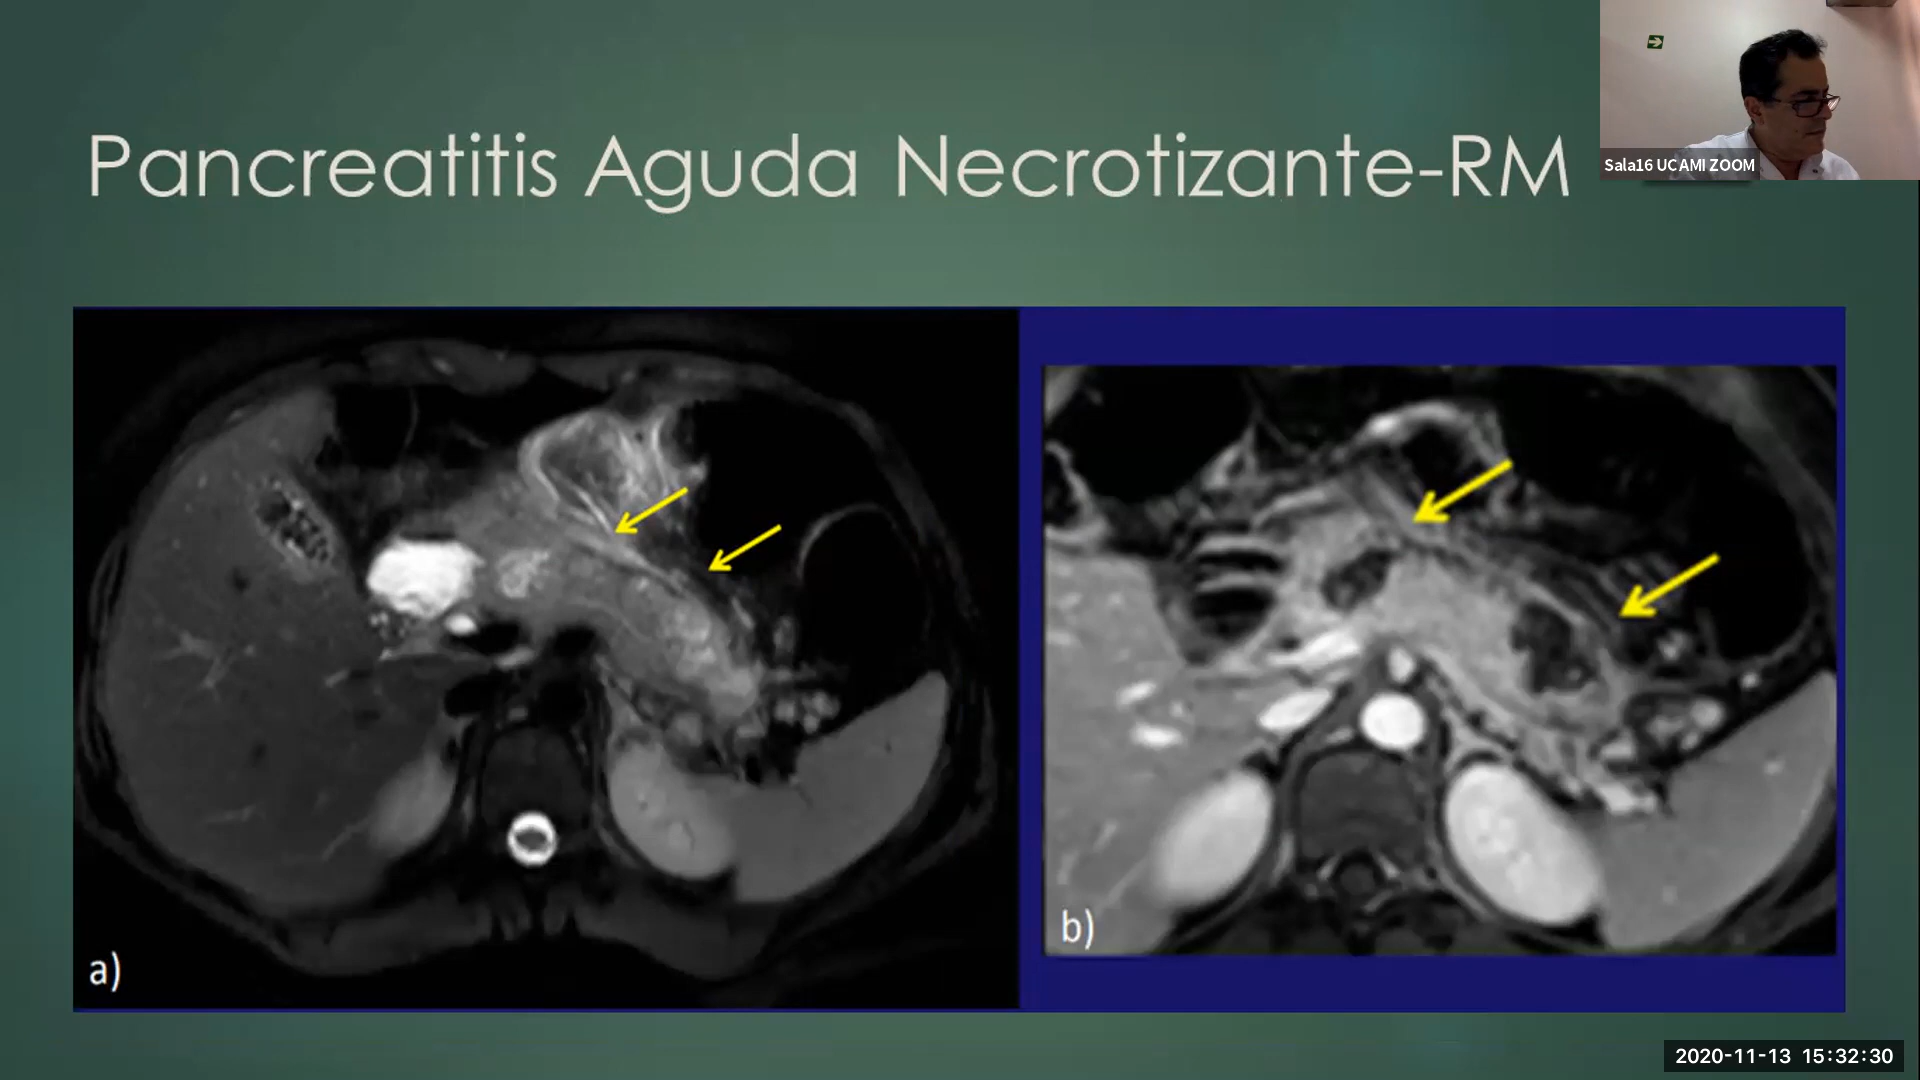 Pancreatitis Aguda Necrotizante-RM
Sala16 UCAMI ZOOM
a)
b)
2020-11-13 15:32:30